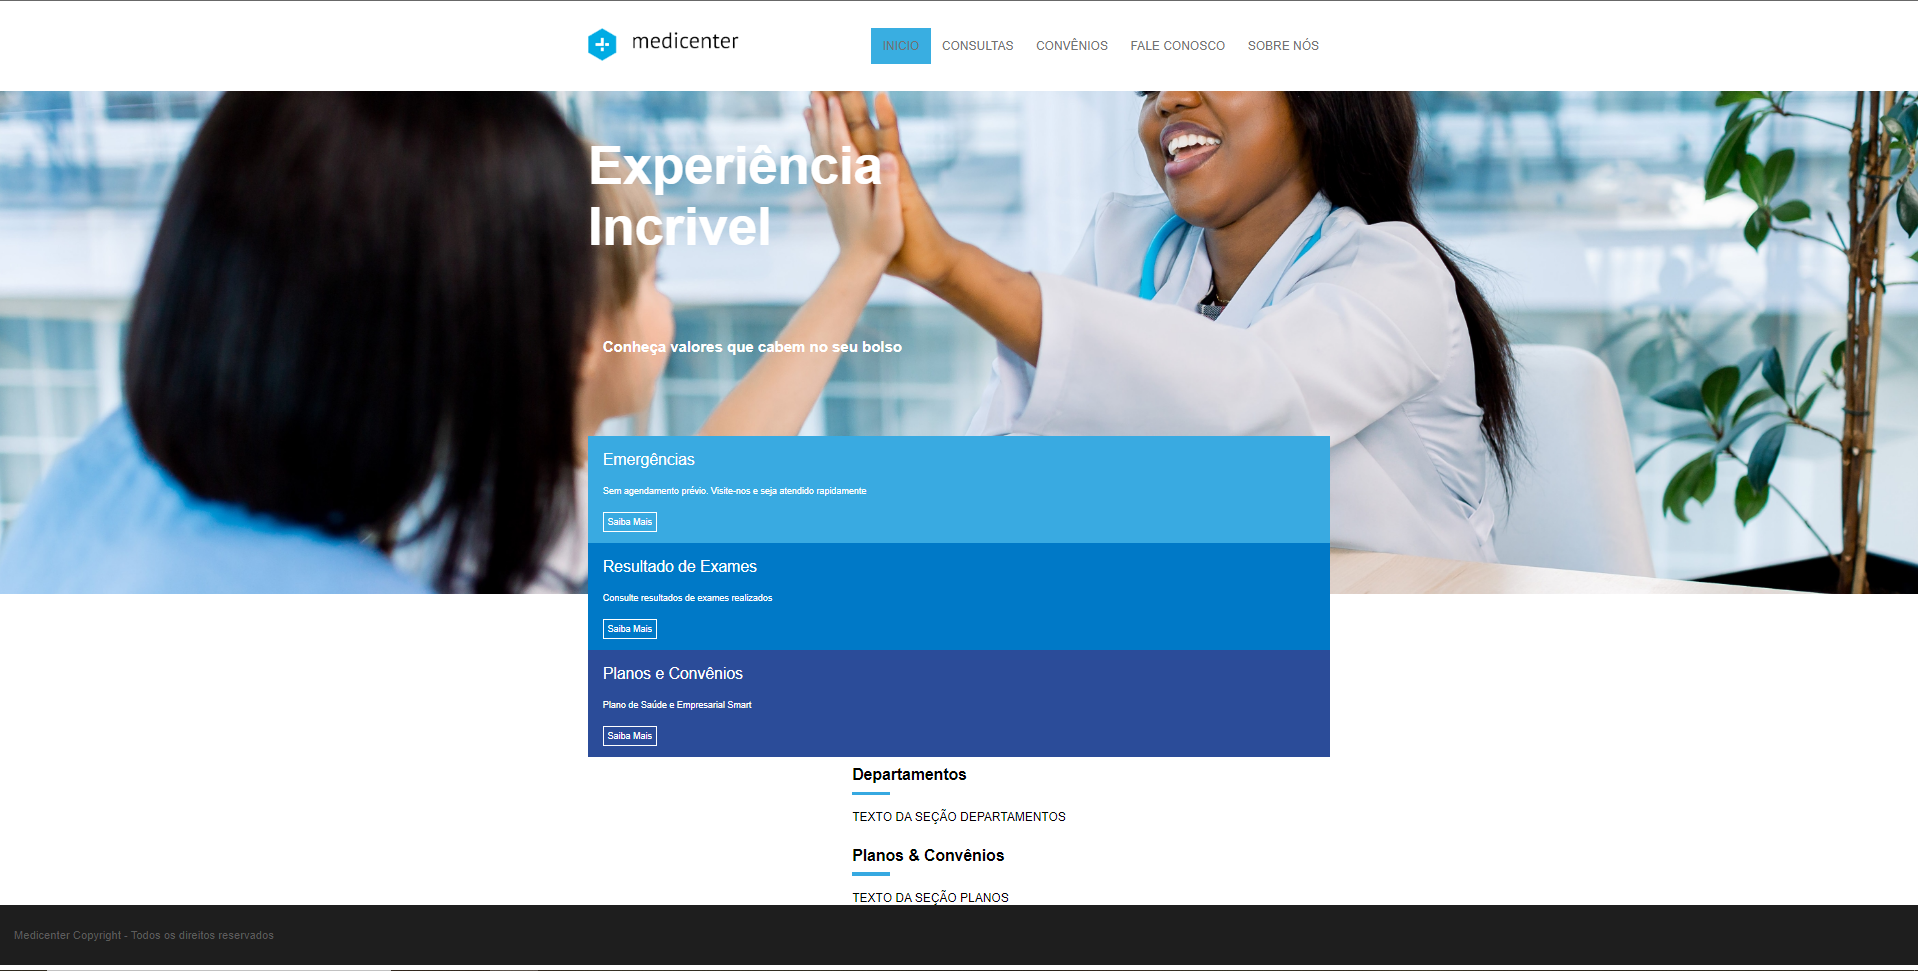 medicenter
INICIO CONSULTAS CONVÊNIOS FALE CONOSCO SOBRE NÓS
Experiência
Incrivel
Conheça valores que cabem no seu bolso
Emergências
Sem agendamento prévio. Visite-nos e seja atendido rapidamente
Saiba Mais
Resultado de Exames
Consulte resultados de exames realizados
Saiba Mais
Planos e Convênios
Plano de Saúde e Empresarial Smart
Saiba Mais
Departamentos
TEXTO DA SEÇÃO DEPARTAMENTOS
Planos & Convênios
TEXTO DA SEÇÃO PLANOS
Medicenter Copyright - Todos os direitos reservados